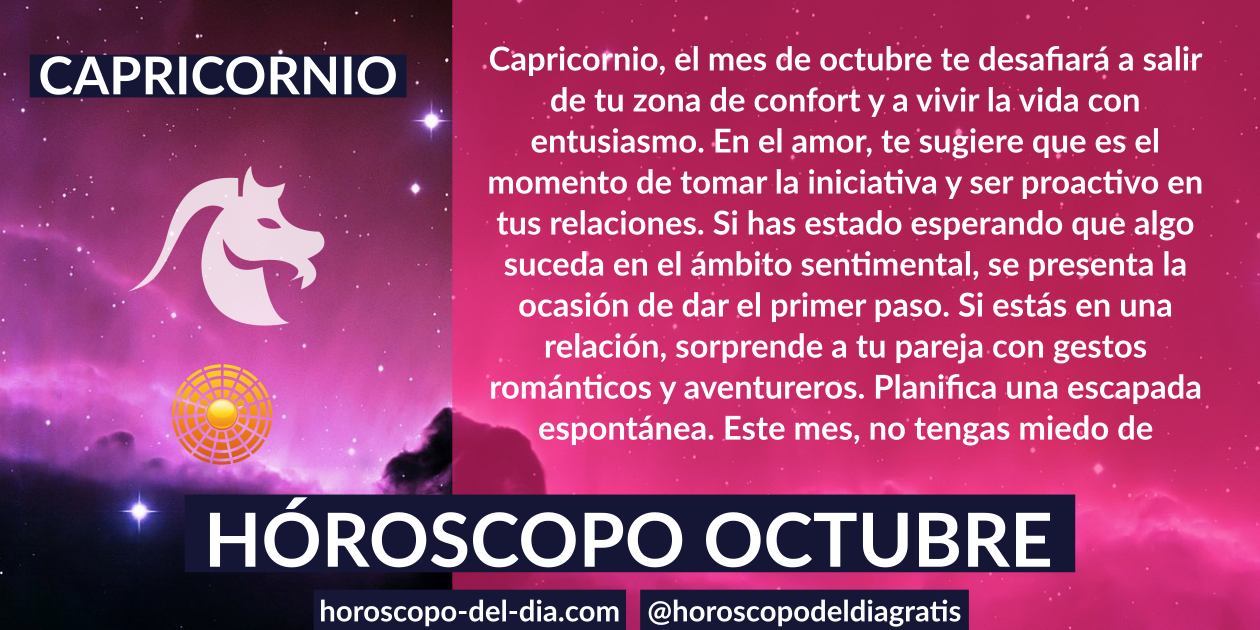 CAPRICORNIO
Capricornio, el mes de octubre te desafiará a salir
de tu zona de confort y a vivir la vida con
entusiasmo. En el amor, te sugiere que es el
momento de tomar la iniciativa y ser proactivo en
tus relaciones. Si has estado esperando que algo
suceda en el ámbito sentimental, se presenta la
ocasión de dar el primer paso. Si estás en una
relación, sorprende a tu pareja con gestos
románticos y aventureros. Planifica una escapada
espontánea. Este mes, no tengas miedo de
HÓROSCOPO OCTUBRE
horoscopo-del-dia.com
@horoscopodeldiagratis